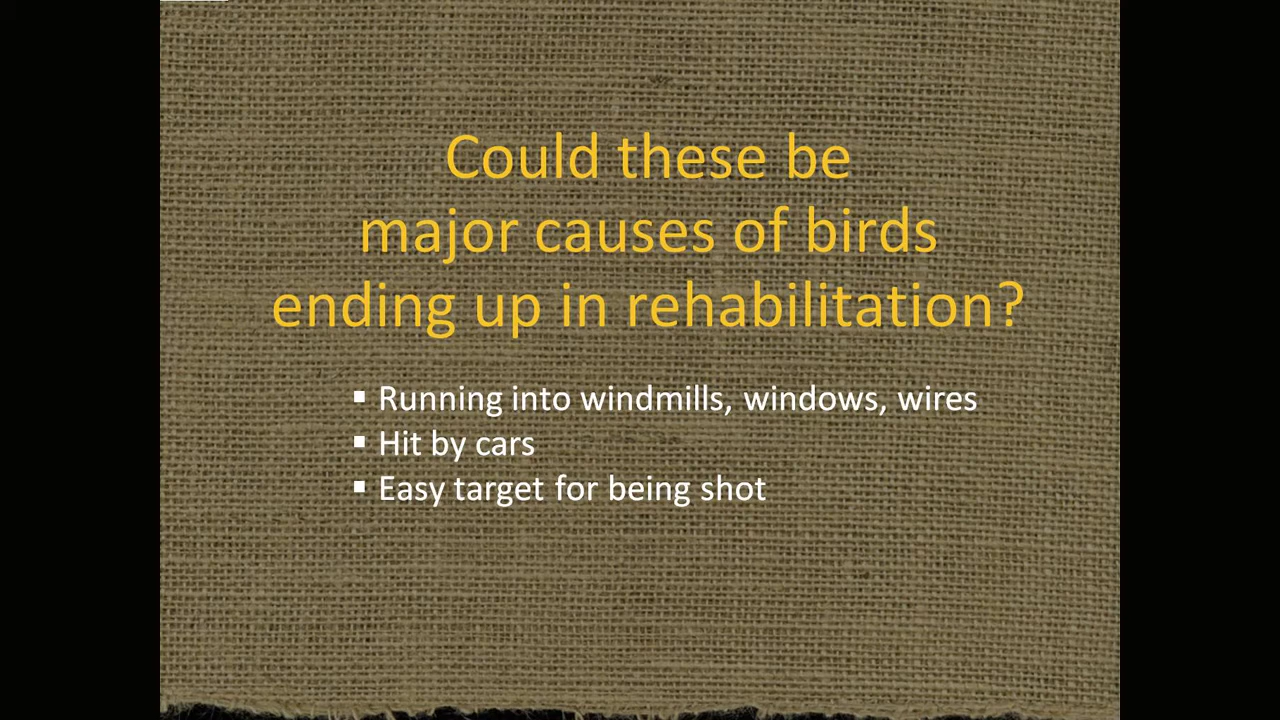 Could these be
major causes of birds
ending up in rehabilitation?
▪ Running into windmills, windows, wires
▪ Hit by cars
▪ Easy target for being shot